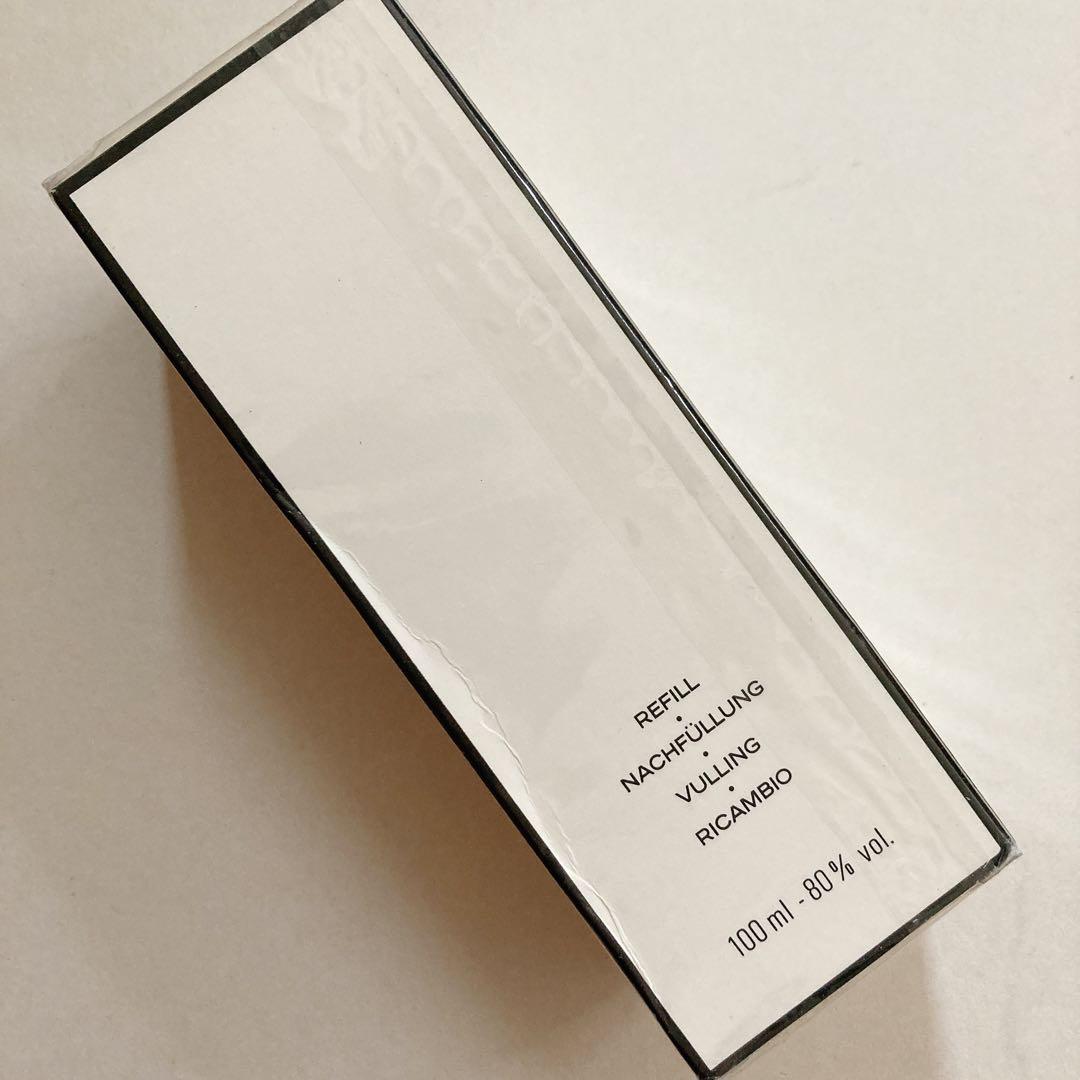 REFILL
•
NACHFÜLLUNG
•
VULLING
•
RICAMBIO
100 ml - 80% vol.